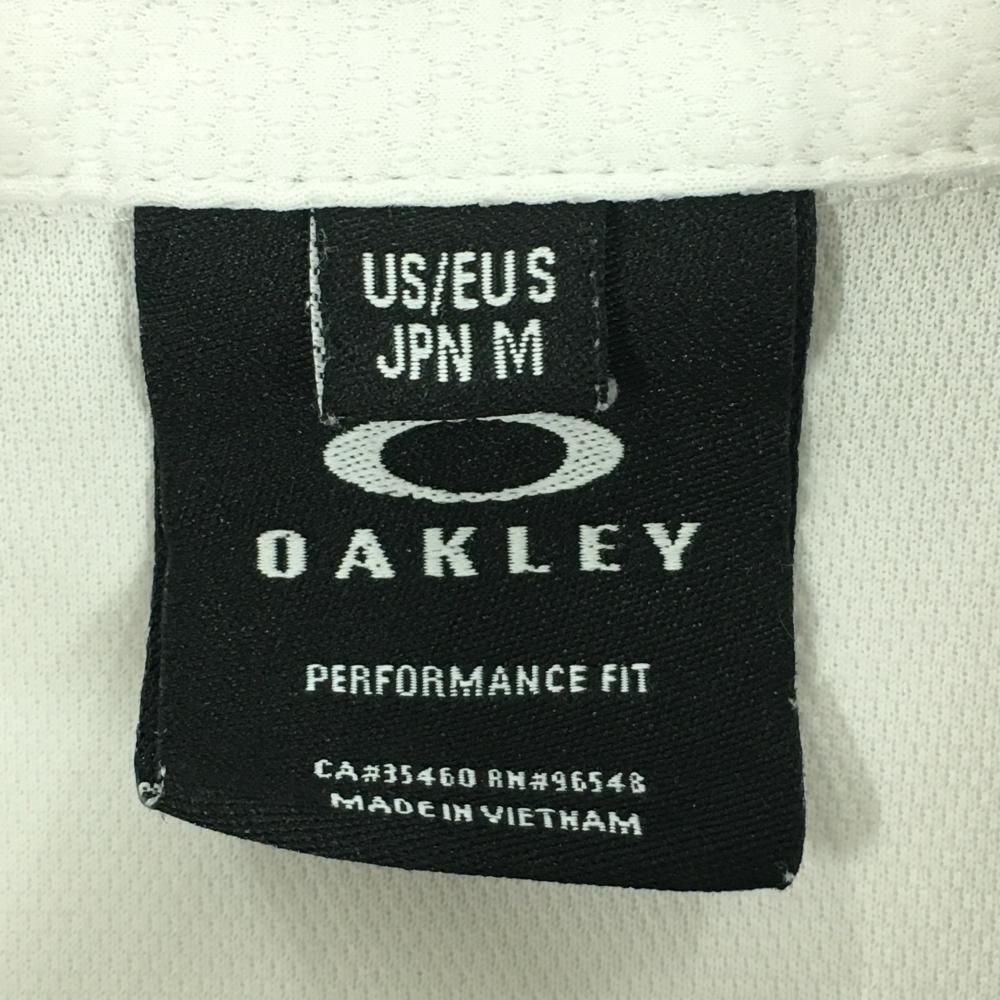 US/EU S
JPN M
OAKLEY
PERFORMANCE FIT
CA#35460 RN#96548
MADE IN VIETNAM